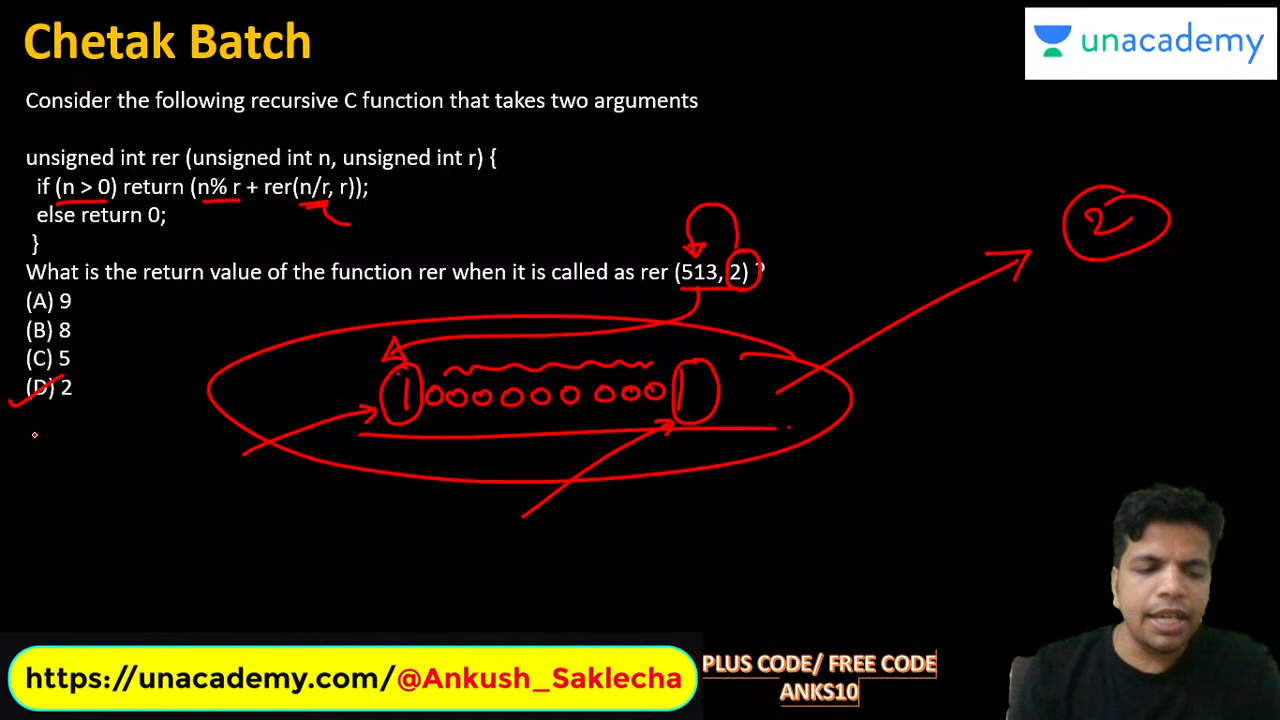 Chetak Batch
unacademy
Consider the following recursive C function that takes two arguments
unsigned int rer (unsigned int n, unsigned int r) {
if (n > 0) return (n% r + rer(n/r, r));
else return 0;
}
What is the return value of the function rer when it is called as rer (513, 2) ?
(A) 9
(B) 8
(C) 5
(D) 2
2
1000000001
https://unacademy.com/@Ankush_Saklecha
PLUS CODE/ FREE CODE
ANKS10